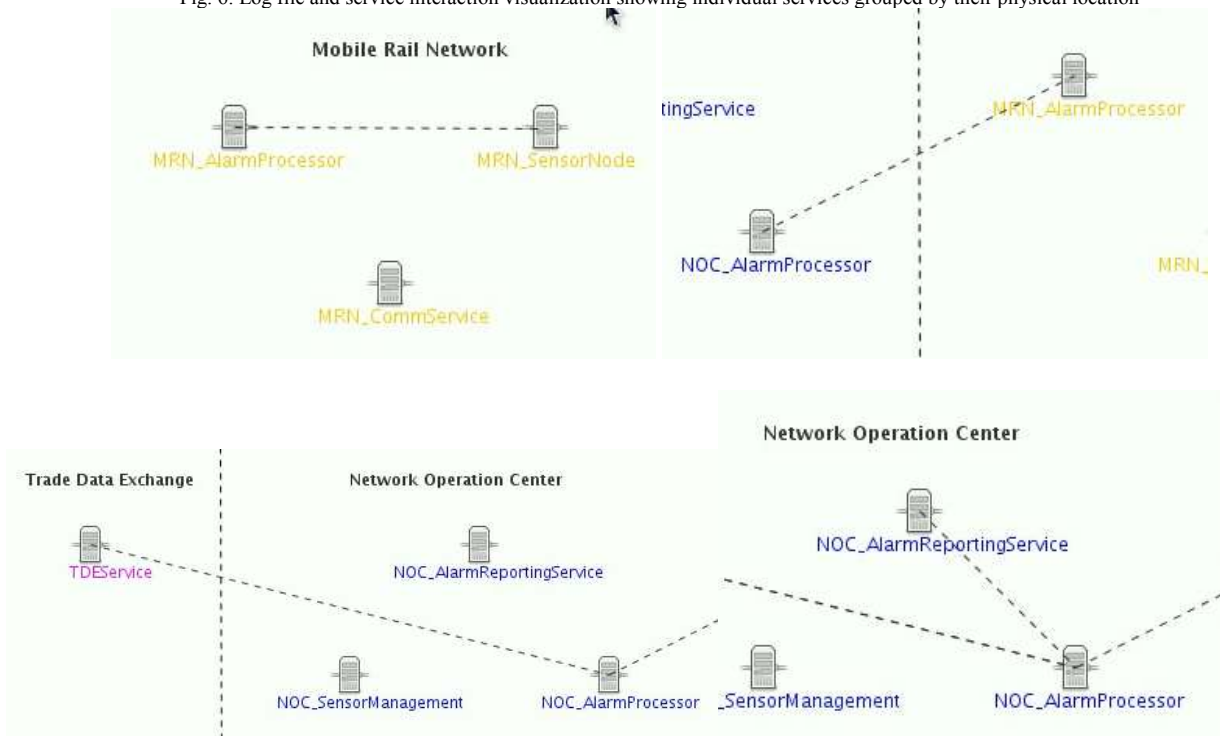 Fig. 6. Log file and service interaction visualization showing individual services grouped by their physical location
Mobile Rail Network
MRN_AlarmProcessor
MRN_SensorNode
MRN_CommService
tingService
MRN_AlarmProcessor
NOC_AlarmProcessor
MRN_
Trade Data Exchange
Network Operation Center
TDEService
NOC_AlarmReportingService
NOC_SensorManagement
NOC_AlarmProcessor
Network Operation Center
NOC_AlarmReportingService
_SensorManagement
NOC_AlarmProcessor